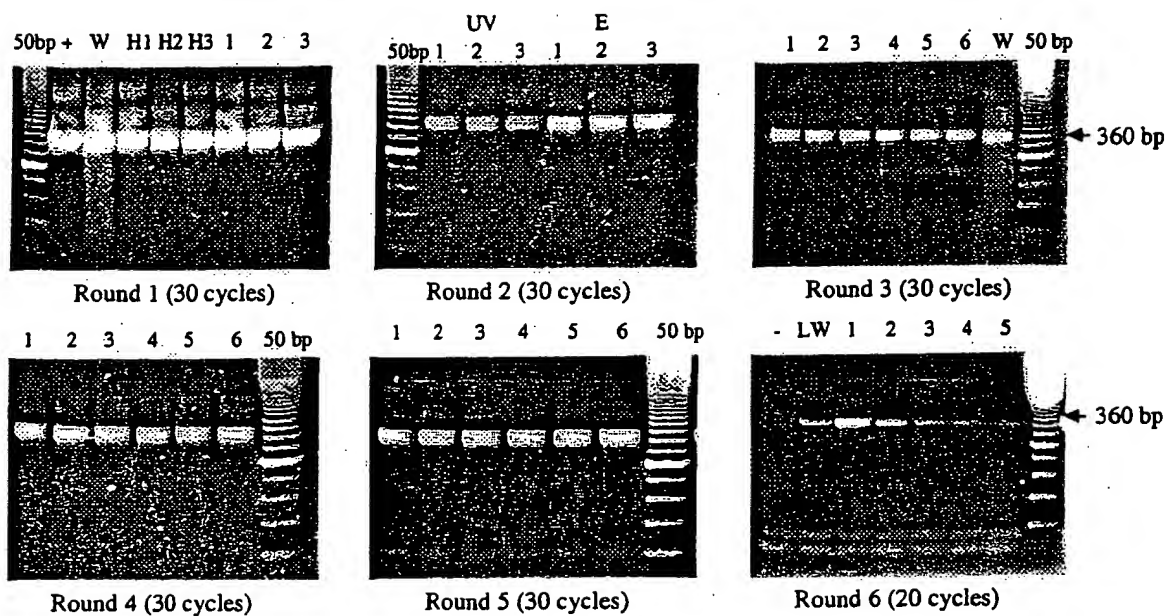 50bp + W H1 H2 H3 1 2 3
Round 1 (30 cycles)
UV E
50bp 1 2 3 1 2 3
Round 2 (30 cycles)
1 2 3 4 5 6 W 50 bp
360 bp
Round 3 (30 cycles)
1 2 3 4 5 6 50 bp
Round 4 (30 cycles)
1 2 3 4 5 6 50 bp
Round 5 (30 cycles)
- LW 1 2 3 4 5
360 bp
Round 6 (20 cycles)